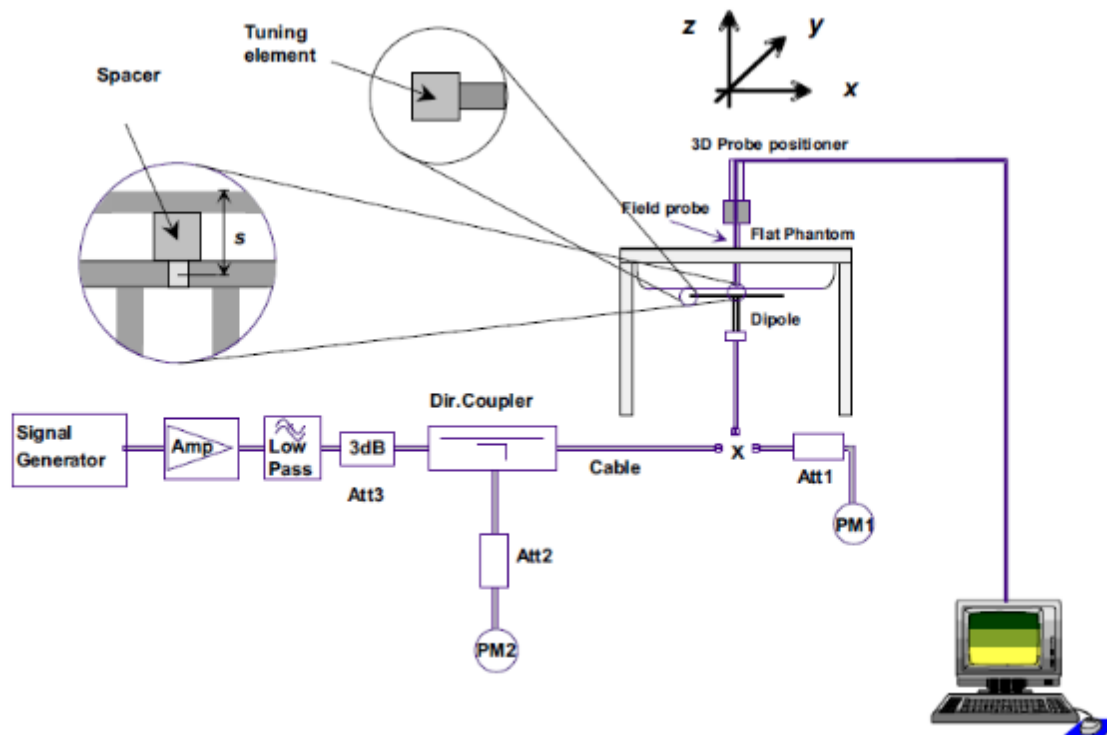 Tuning
element
Spacer
s
z
y
x
3D Probe positioner
Field probe
Flat Phantom
Dipole
Dir.Coupler
Signal
Generator
Amp
Low
Pass
3dB
Att3
Cable
X
Att1
PM1
Att2
PM2